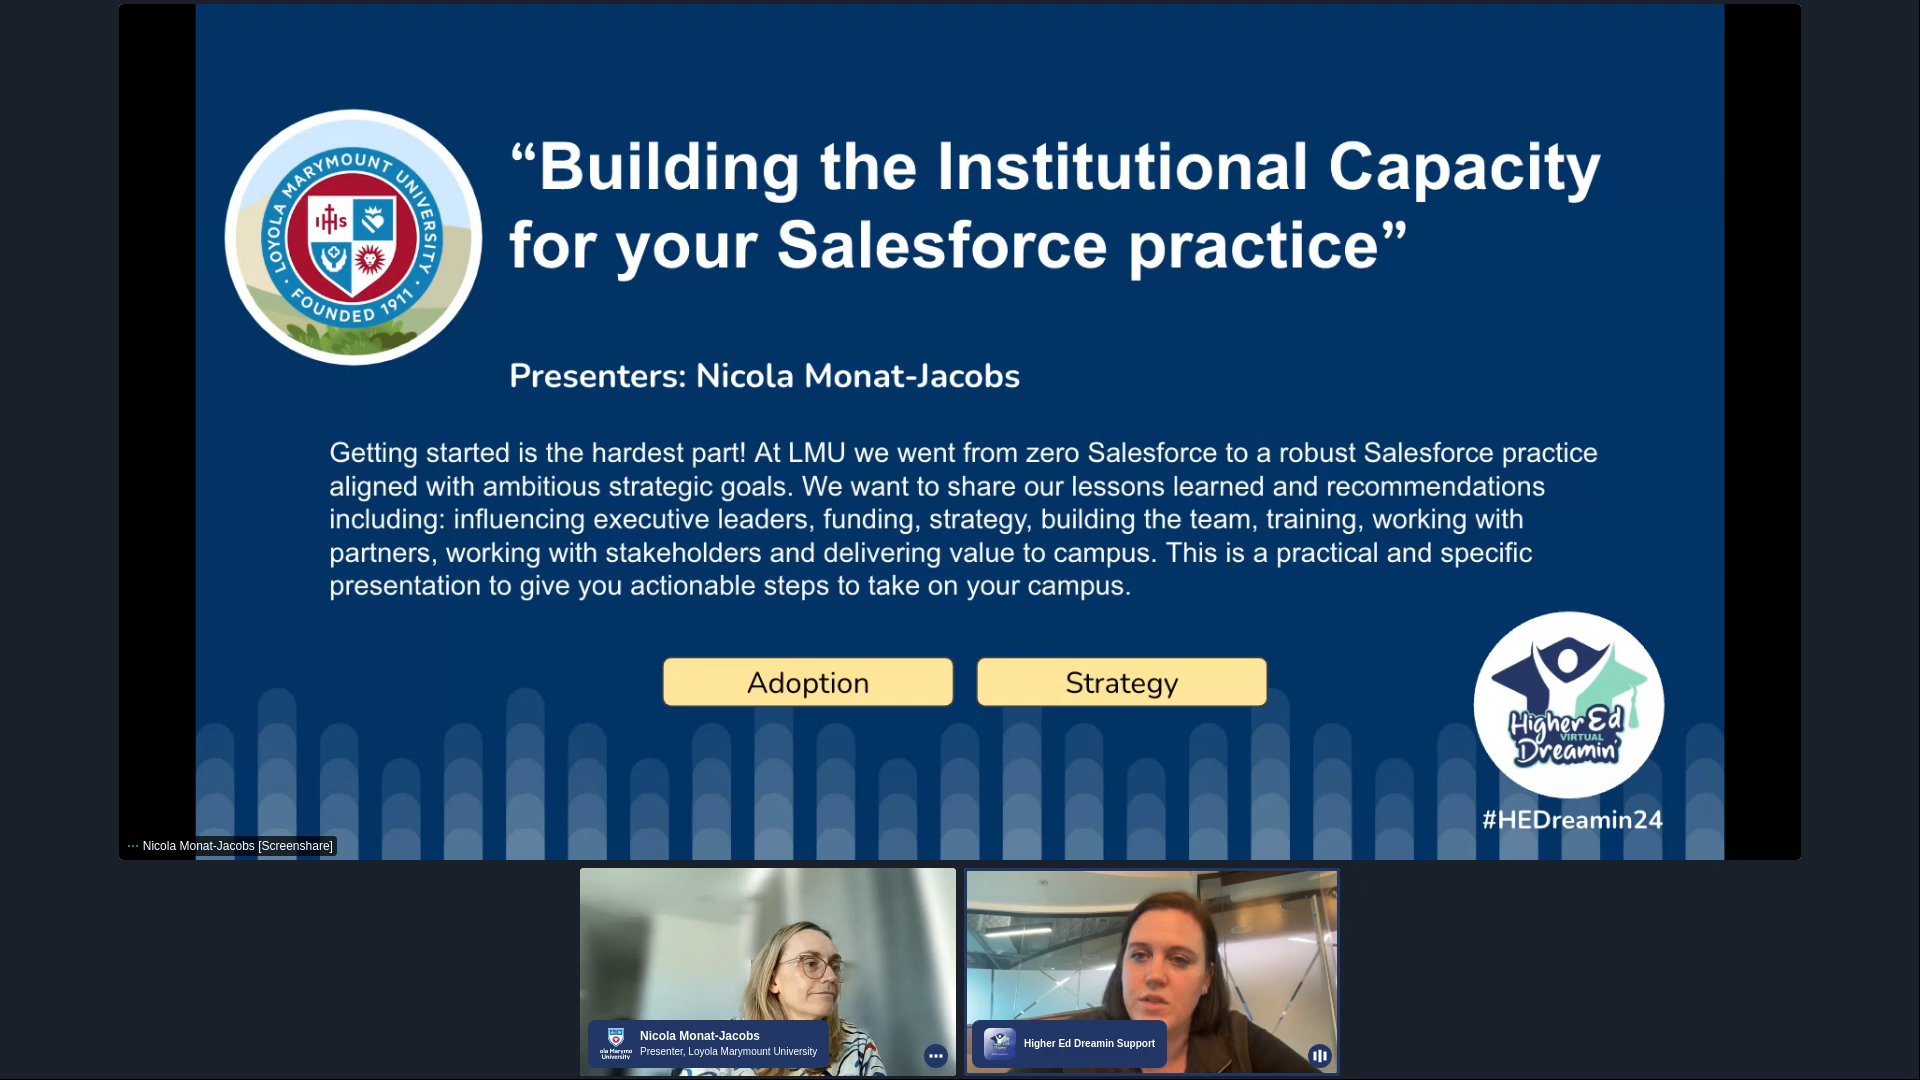 LOYOLA MARYMOUNT UNIVERSITY
· FOUNDED 1911 ·
IHS
“Building the Institutional Capacity
for your Salesforce practice”
Presenters: Nicola Monat-Jacobs
Getting started is the hardest part! At LMU we went from zero Salesforce to a robust Salesforce practice
aligned with ambitious strategic goals. We want to share our lessons learned and recommendations
including: influencing executive leaders, funding, strategy, building the team, training, working with
partners, working with stakeholders and delivering value to campus. This is a practical and specific
presentation to give you actionable steps to take on your campus.
Adoption
Strategy
Higher Ed
VIRTUAL
Dreamin'
#HEDreamin24
Nicola Monat-Jacobs [Screenshare]
ola Marymo
University
Nicola Monat-Jacobs
Presenter, Loyola Marymount University
Higher Ed Dreamin Support